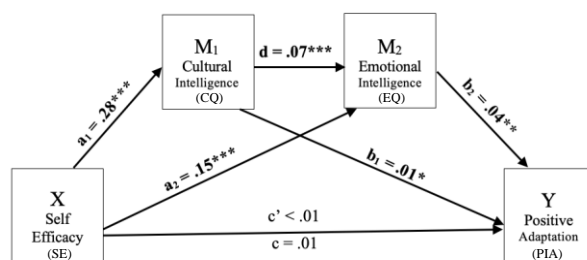 M1
Cultural
Intelligence
(CQ)
d = .07***
M2
Emotional
Intelligence
(EQ)
a1 = .28***
a2 = .15***
b1 = .01*
b2 = .04**
X
Self
Efficacy
(SE)
c' < .01
c = .01
Y
Positive
Adaptation
(PIA)